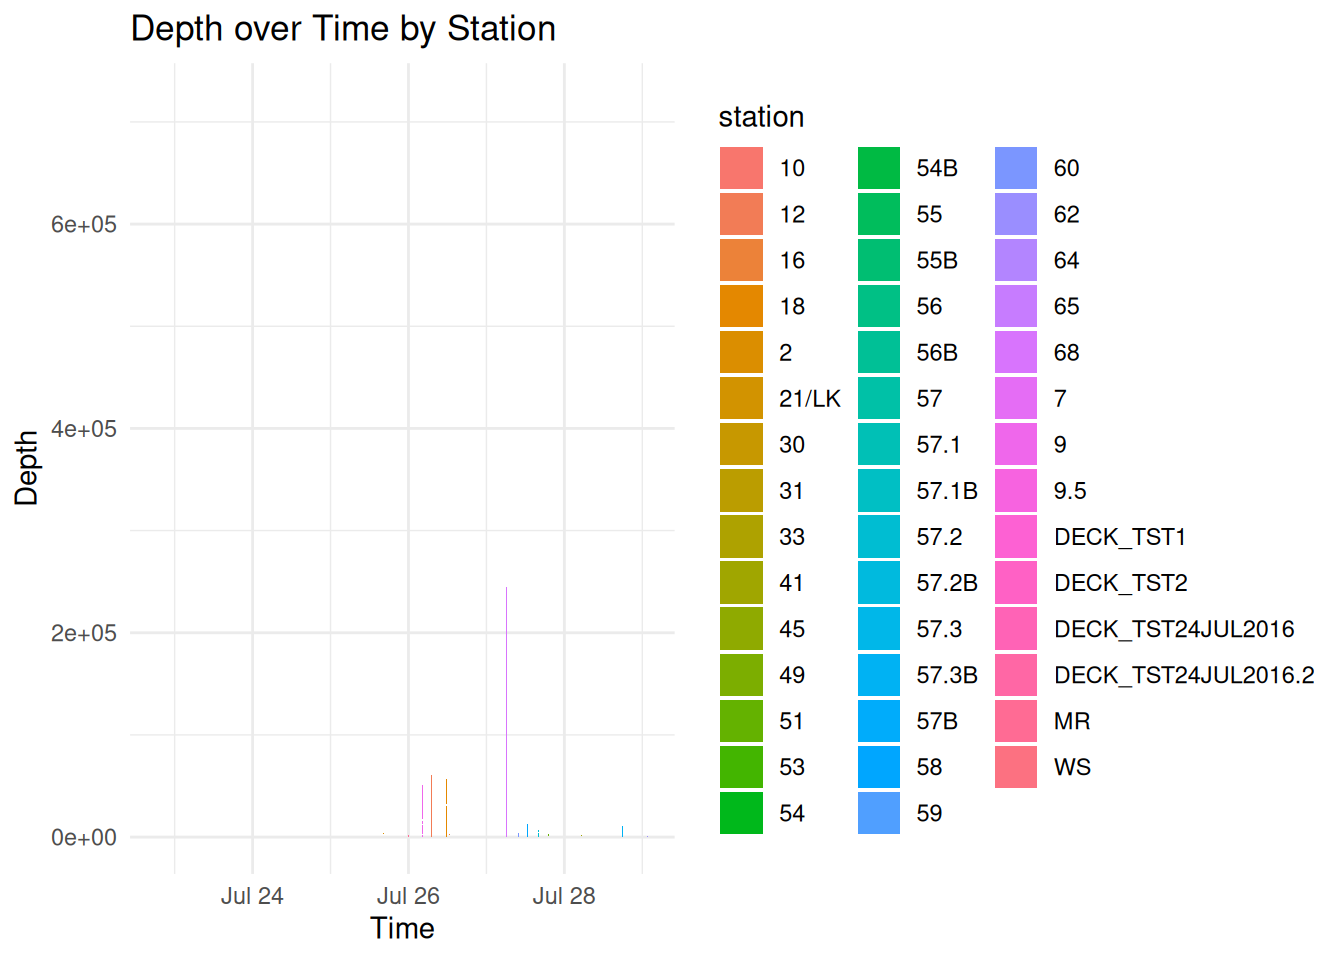 Depth over Time by Station
6e+05
4e+05
2e+05
0e+00
Depth
Jul 24
Jul 26
Jul 28
Time
station
10
12
16
18
2
21/LK
30
31
33
41
45
49
51
53
54
54B
55
55B
56
56B
57
57.1
57.1B
57.2
57.2B
57.3
57.3B
57B
58
59
60
62
64
65
68
7
9
9.5
DECK_TST1
DECK_TST2
DECK_TST24JUL2016
DECK_TST24JUL2016.2
MR
WS